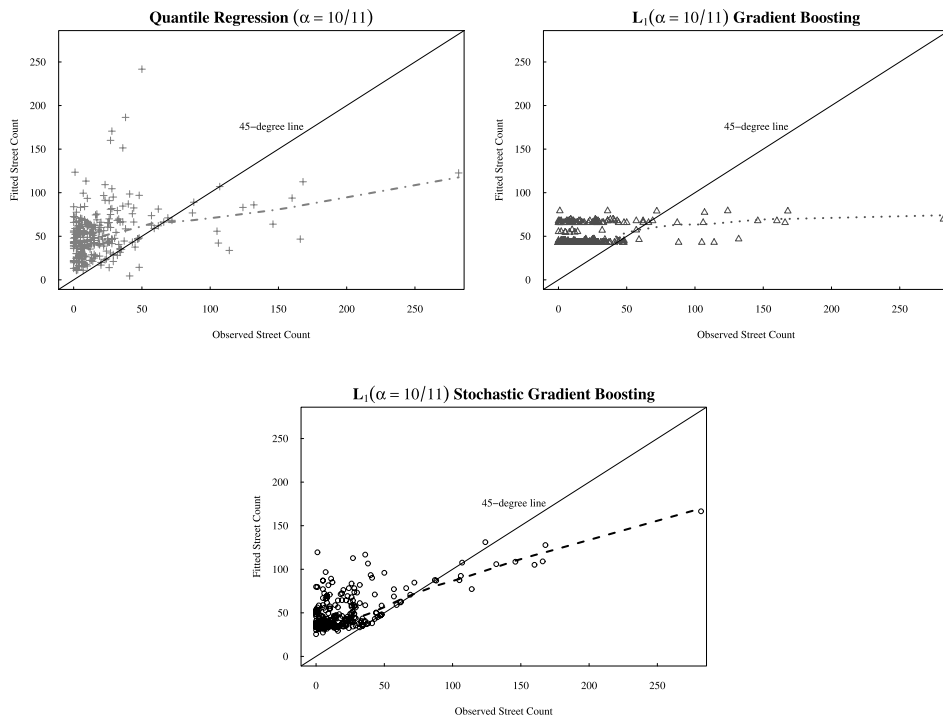 Quantile Regression (α = 10/11)
Fitted Street Count
250
200
150
100
50
0
45−degree line
0 50 100 150 200 250
Observed Street Count
L₁(α = 10/11) Gradient Boosting
Fitted Street Count
250
200
150
100
50
0
45−degree line
0 50 100 150 200 250
Observed Street Count
L₁(α = 10/11) Stochastic Gradient Boosting
Fitted Street Count
250
200
150
100
50
0
45−degree line
0 50 100 150 200 250
Observed Street Count